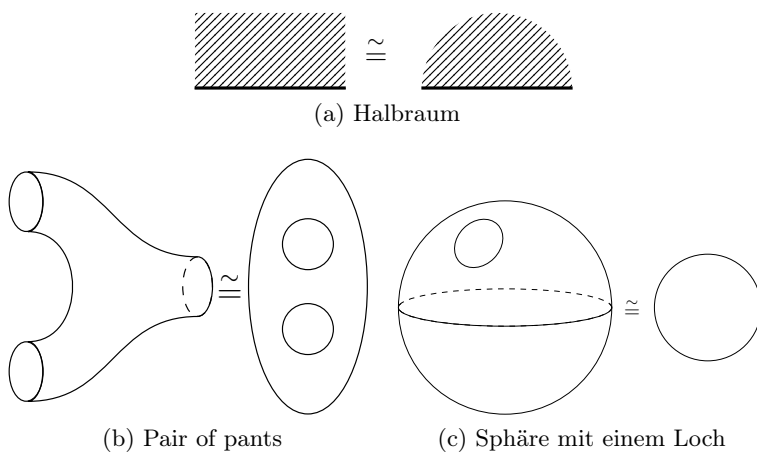 ≅
(a) Halbraum
≅
≅
(b) Pair of pants
(c) Sphäre mit einem Loch